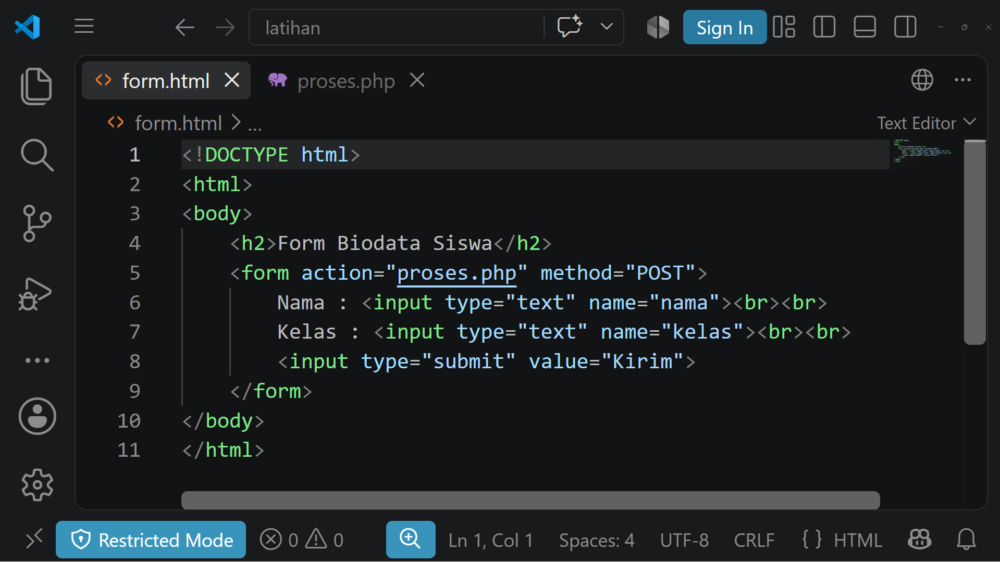 latihan
Sign In
form.html
proses.php
form.html > ...
Text Editor
1 <!DOCTYPE html>
2 <html>
3 <body>
4     <h2>Form Biodata Siswa</h2>
5     <form action="proses.php" method="POST">
6         Nama : <input type="text" name="nama"><br><br>
7         Kelas : <input type="text" name="kelas"><br><br>
8         <input type="submit" value="Kirim">
9     </form>
10 </body>
11 </html>
Restricted Mode 0 0 Ln 1, Col 1 Spaces: 4 UTF-8 CRLF { } HTML